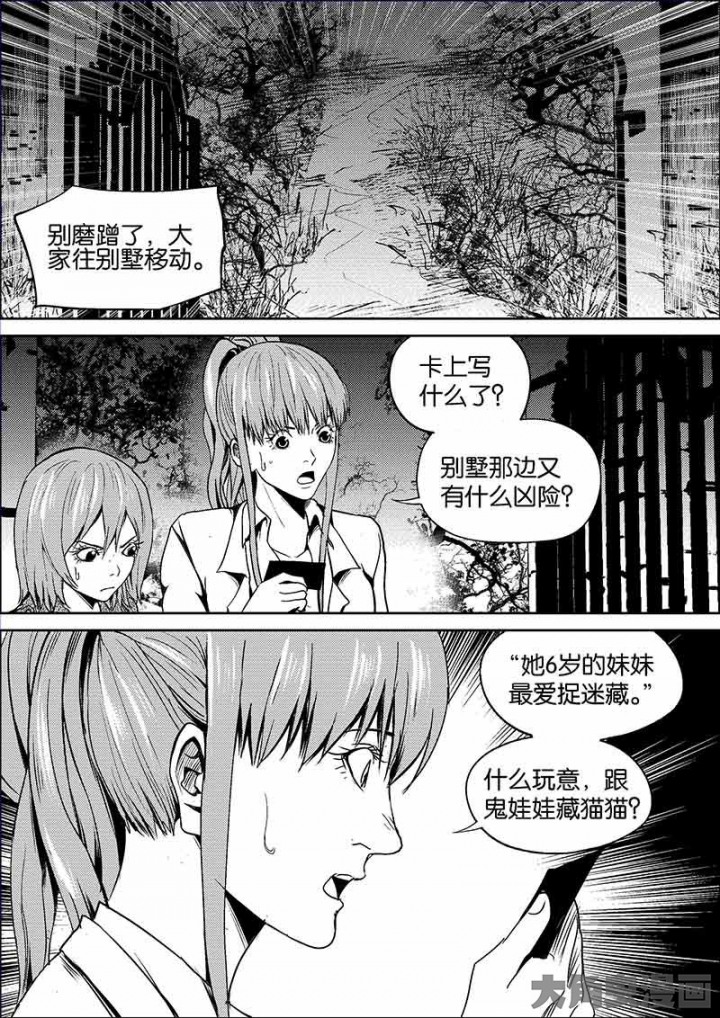 别磨蹭了，大
家往别墅移动。
卡上写
什么了？
别墅那边又
有什么凶险？
“她6岁的妹妹
最爱捉迷藏。”
什么玩意，跟
鬼娃娃藏猫猫？